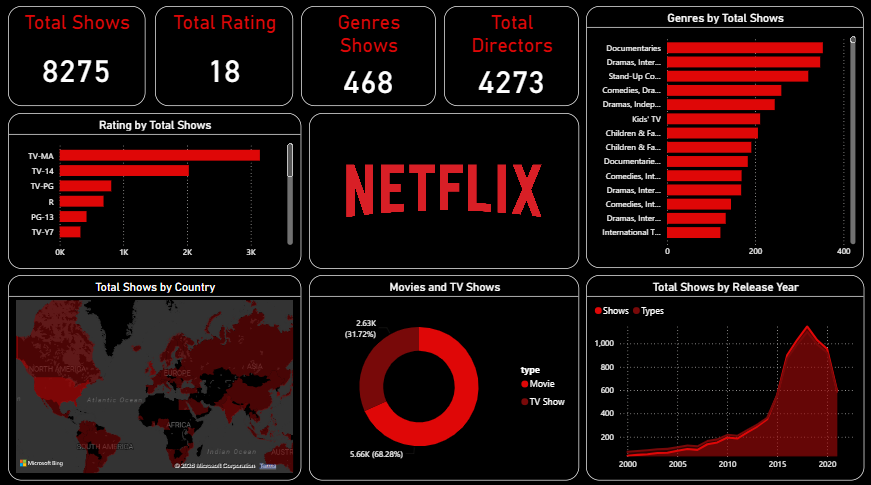 Total Shows
8275
Total Rating
18
Genres
Shows
468
Total
Directors
4273
Genres by Total Shows
Documentaries
Dramas, Inter...
Stand-Up Co...
Comedies, Dra...
Dramas, Indep...
Kids' TV
Children & Fa...
Children & Fa...
Documentarie...
Comedies, Int...
Dramas, Inter...
Comedies, Int...
Dramas, Inter...
International T...
0 200 400
Rating by Total Shows
TV-MA
TV-14
TV-PG
R
PG-13
TV-Y7
0K 1K 2K 3K
NETFLIX
Total Shows by Country
NORTH AMERICA
EUROPE
ASIA
Atlantic Ocean
AFRICA
SOUTH AMERICA
Indian Ocean
AUSTR
Microsoft Bing
Microsoft Corporation Terms
Movies and TV Shows
2.63K
(31.72%)
5.66K (68.28%)
type
Movie
TV Show
Total Shows by Release Year
Shows Types
1,000
800
600
400
200
2000 2005 2010 2015 2020